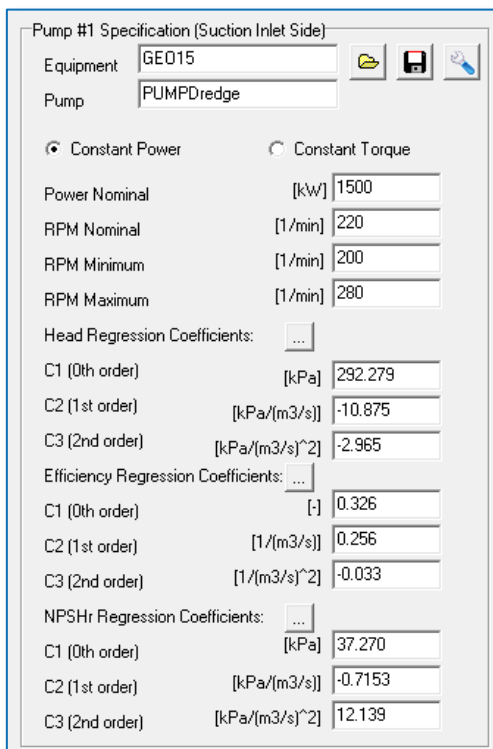 Pump #1 Specification (Suction Inlet Side)
Equipment GEO15
Pump PUMPDredge
Constant Power Constant Torque
Power Nominal [kW] 1500
RPM Nominal [1/min] 220
RPM Minimum [1/min] 200
RPM Maximum [1/min] 280
Head Regression Coefficients: ...
C1 (0th order) [kPa] 292.279
C2 (1st order) [kPa/(m3/s)] -10.875
C3 (2nd order) [kPa/(m3/s)^2] -2.965
Efficiency Regression Coefficients: ...
C1 (0th order) [-] 0.326
C2 (1st order) [1/(m3/s)] 0.256
C3 (2nd order) [1/(m3/s)^2] -0.033
NPSHr Regression Coefficients: ...
C1 (0th order) [kPa] 37.270
C2 (1st order) [kPa/(m3/s)] -0.7153
C3 (2nd order) [kPa/(m3/s)^2] 12.139